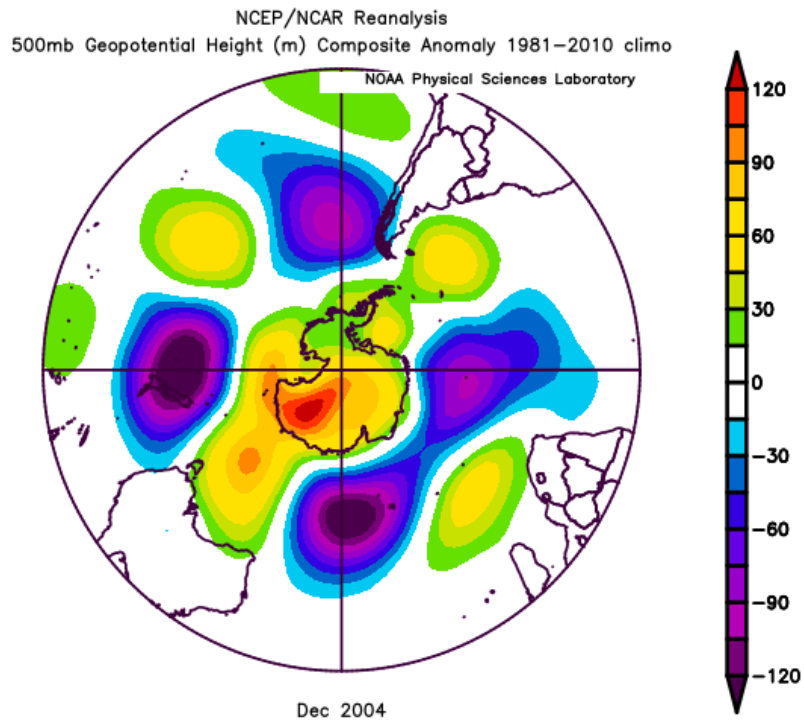 NCEP/NCAR Reanalysis
500mb Geopotential Height (m) Composite Anomaly 1981−2010 climo
NOAA Physical Sciences Laboratory
120
90
60
30
0
−30
−60
−90
−120
Dec 2004